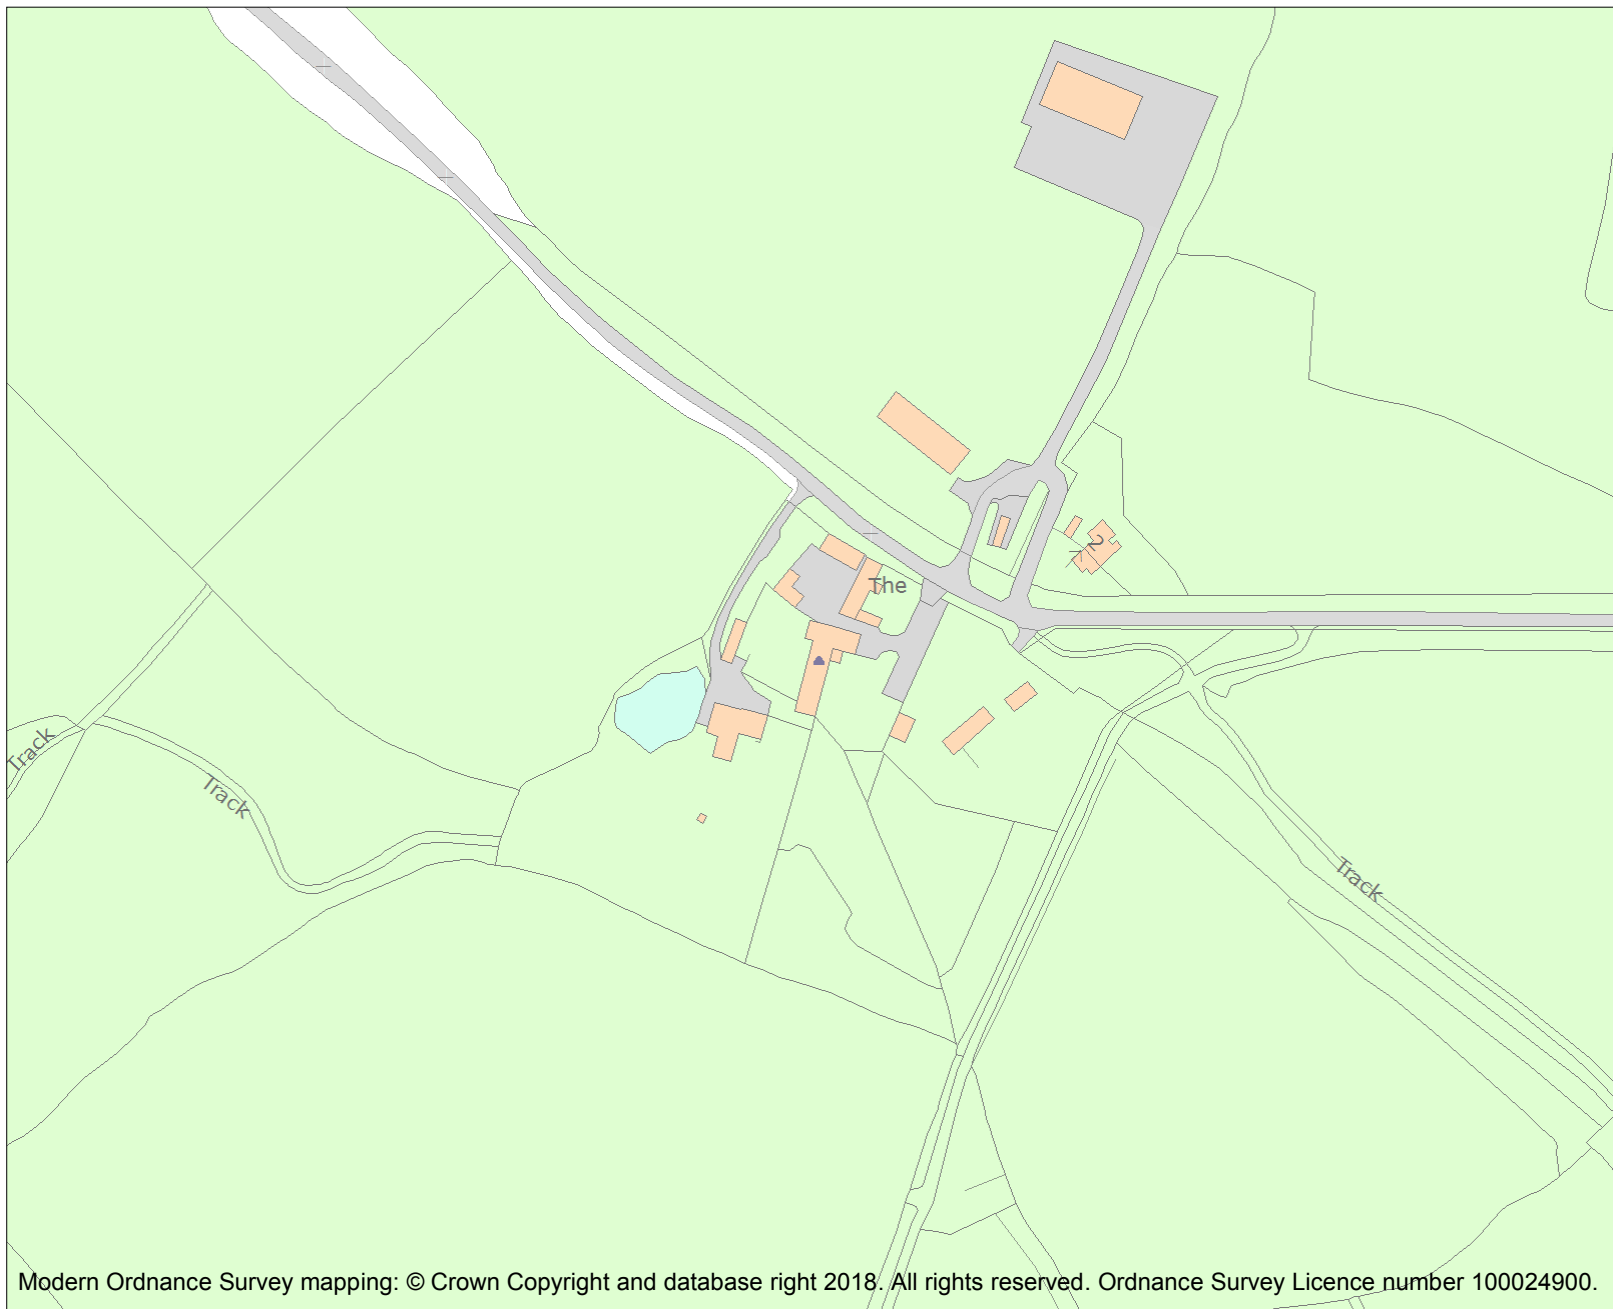 2
1
The
Track
Track
Track
Modern Ordnance Survey mapping: © Crown Copyright and database right 2018. All rights reserved. Ordnance Survey Licence number 100024900.